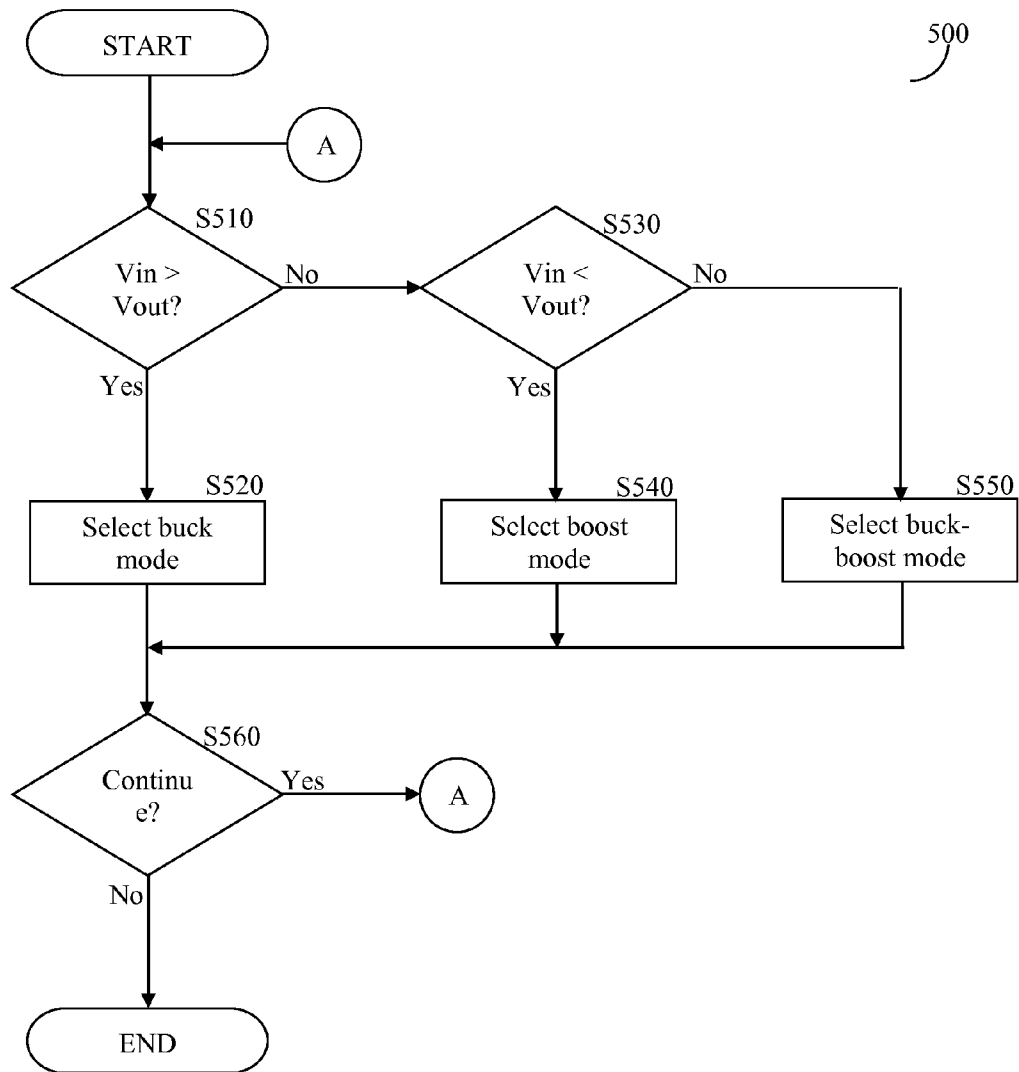 START
500
A
S510
S530
Vin >
Vout?
No
Vin <
Vout?
No
Yes
Yes
S520
S540
S550
Select buck
mode
Select boost
mode
Select buck-
boost mode
S560
Continu
e?
Yes
A
No
END